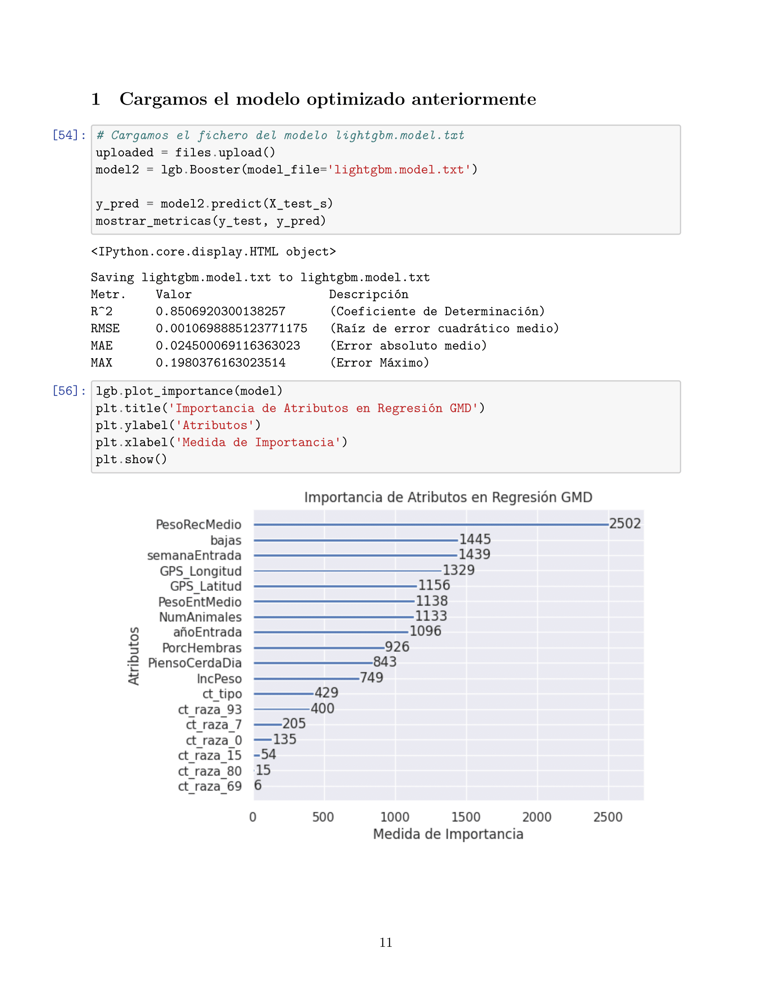 1 Cargamos el modelo optimizado anteriormente
[54]: # Cargamos el fichero del modelo lightgbm.model.txt
uploaded = files.upload()
model2 = lgb.Booster(model_file='lightgbm.model.txt')
y_pred = model2.predict(X_test_s)
mostrar_metricas(y_test, y_pred)
<IPython.core.display.HTML object>
Saving lightgbm.model.txt to lightgbm.model.txt
Metr. Valor Descripción
R^2 0.8506920300138257 (Coeficiente de Determinación)
RMSE 0.0010698885123771175 (Raíz de error cuadrático medio)
MAE 0.024500069116363023 (Error absoluto medio)
MAX 0.1980376163023514 (Error Máximo)
[56]: lgb.plot_importance(model)
plt.title('Importancia de Atributos en Regresión GMD')
plt.ylabel('Atributos')
plt.xlabel('Medida de Importancia')
plt.show()
Importancia de Atributos en Regresión GMD
Atributos
PesoRecMedio 2502
bajas 1445
semanaEntrada 1439
GPS_Longitud 1329
GPS_Latitud 1156
PesoEntMedio 1138
NumAnimales 1133
añoEntrada 1096
PorcHembras 926
PiensoCerdaDia 843
IncPeso 749
ct_tipo 429
ct_raza_93 400
ct_raza_7 205
ct_raza_0 135
ct_raza_15 54
ct_raza_80 15
ct_raza_69 6
0 500 1000 1500 2000 2500
Medida de Importancia
11